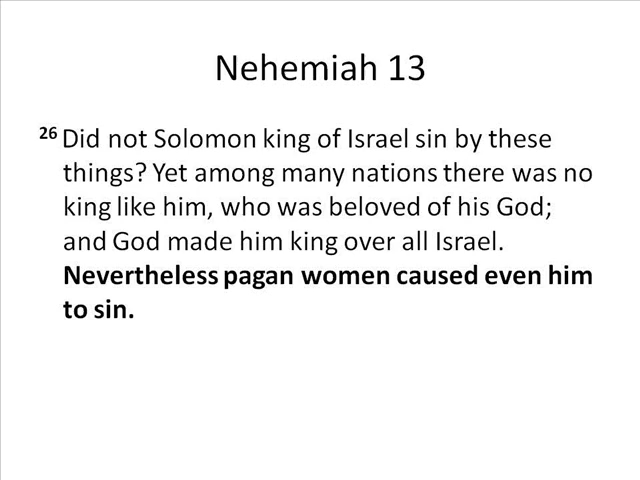 Nehemiah 13
26 Did not Solomon king of Israel sin by these
things? Yet among many nations there was no
king like him, who was beloved of his God;
and God made him king over all Israel.
Nevertheless pagan women caused even him
to sin.